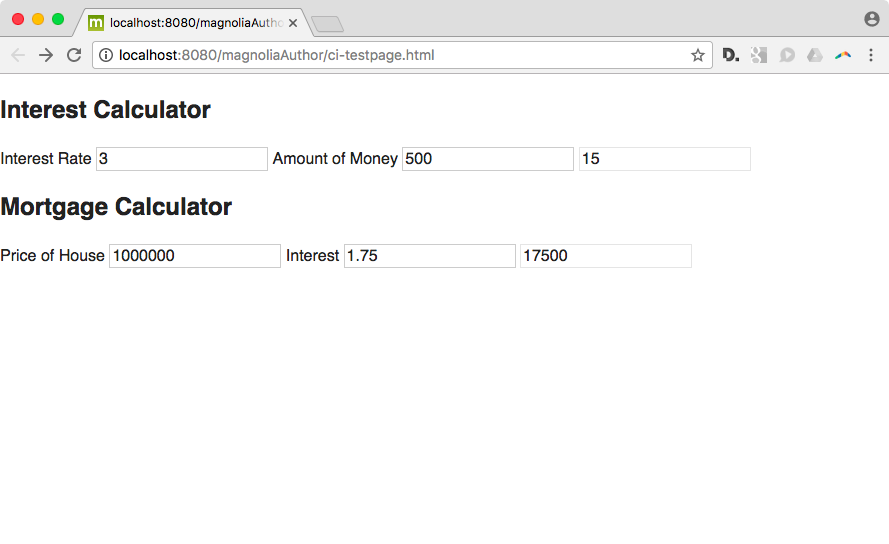 localhost:8080/magnoliaAutho
localhost:8080/magnoliaAuthor/ci-testpage.html
D.
Interest Calculator
Interest Rate 3 Amount of Money 500 15
Mortgage Calculator
Price of House 1000000 Interest 1.75 17500